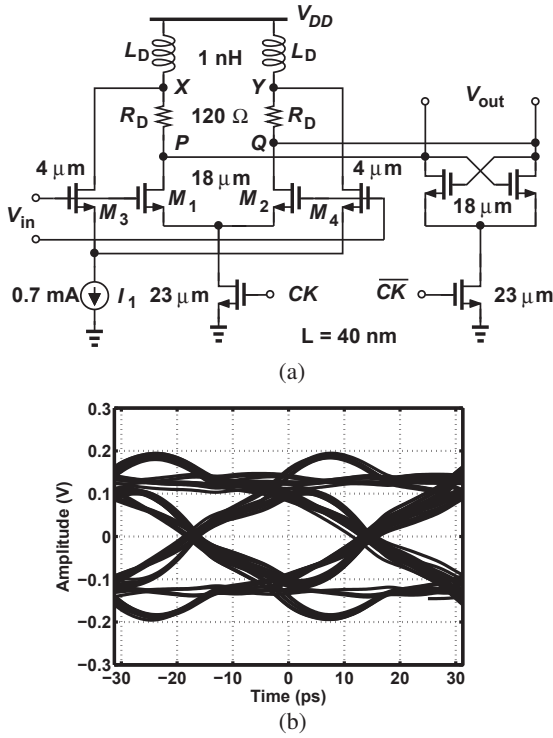 V_DD
L_D 1 nH L_D
X Y
R_D 120 Ω R_D
P Q
V_out
4 μm 18 μm 4 μm
V_in M_3 M_1 M_2 M_4
18 μm
0.7 mA I_1 23 μm CK
C̅K̅ 23 μm
L = 40 nm
(a)
Amplitude (V)
0.3
0.2
0.1
0
−0.1
−0.2
−0.3
−30 −20 −10 0 10 20 30
Time (ps)
(b)